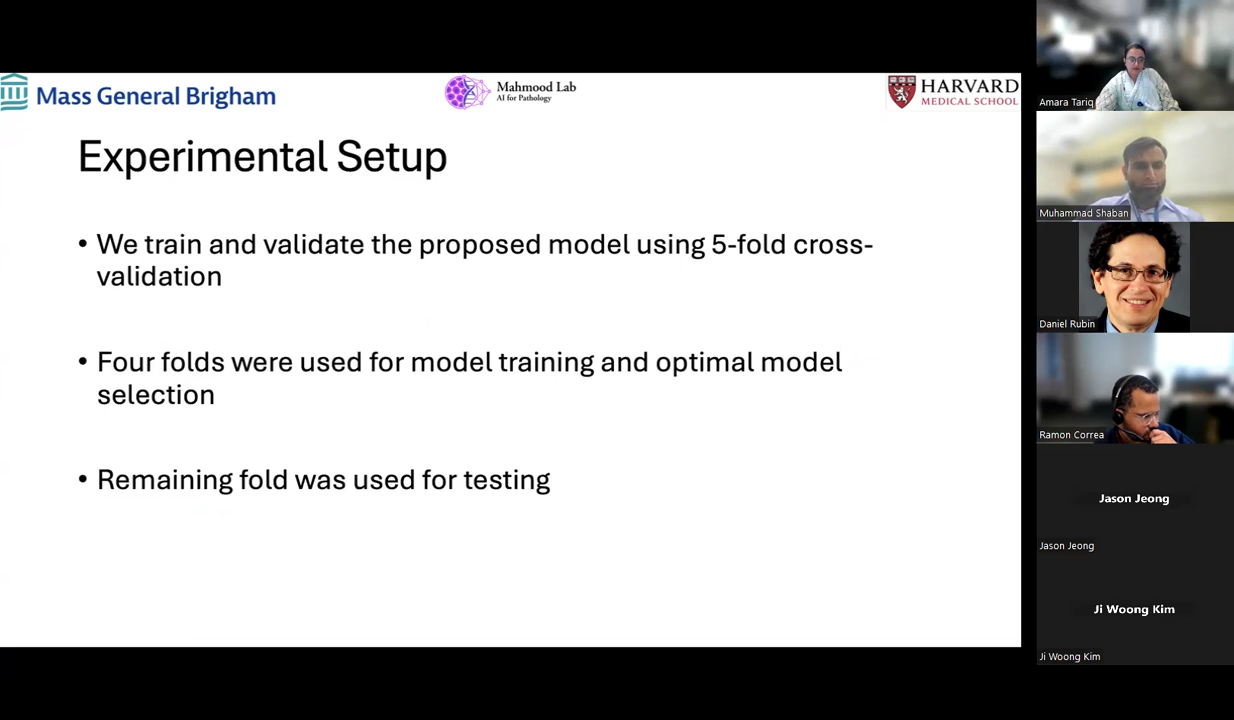 Mass General Brigham
Mahmood Lab
AI for Pathology
HARVARD
MEDICAL SCHOOL
Experimental Setup
• We train and validate the proposed model using 5-fold cross-
validation
• Four folds were used for model training and optimal model
selection
• Remaining fold was used for testing
Amara Tariq
Muhammad Shaban
Daniel Rubin
Ramon Correa
Jason Jeong
Jason Jeong
Ji Woong Kim
Ji Woong Kim